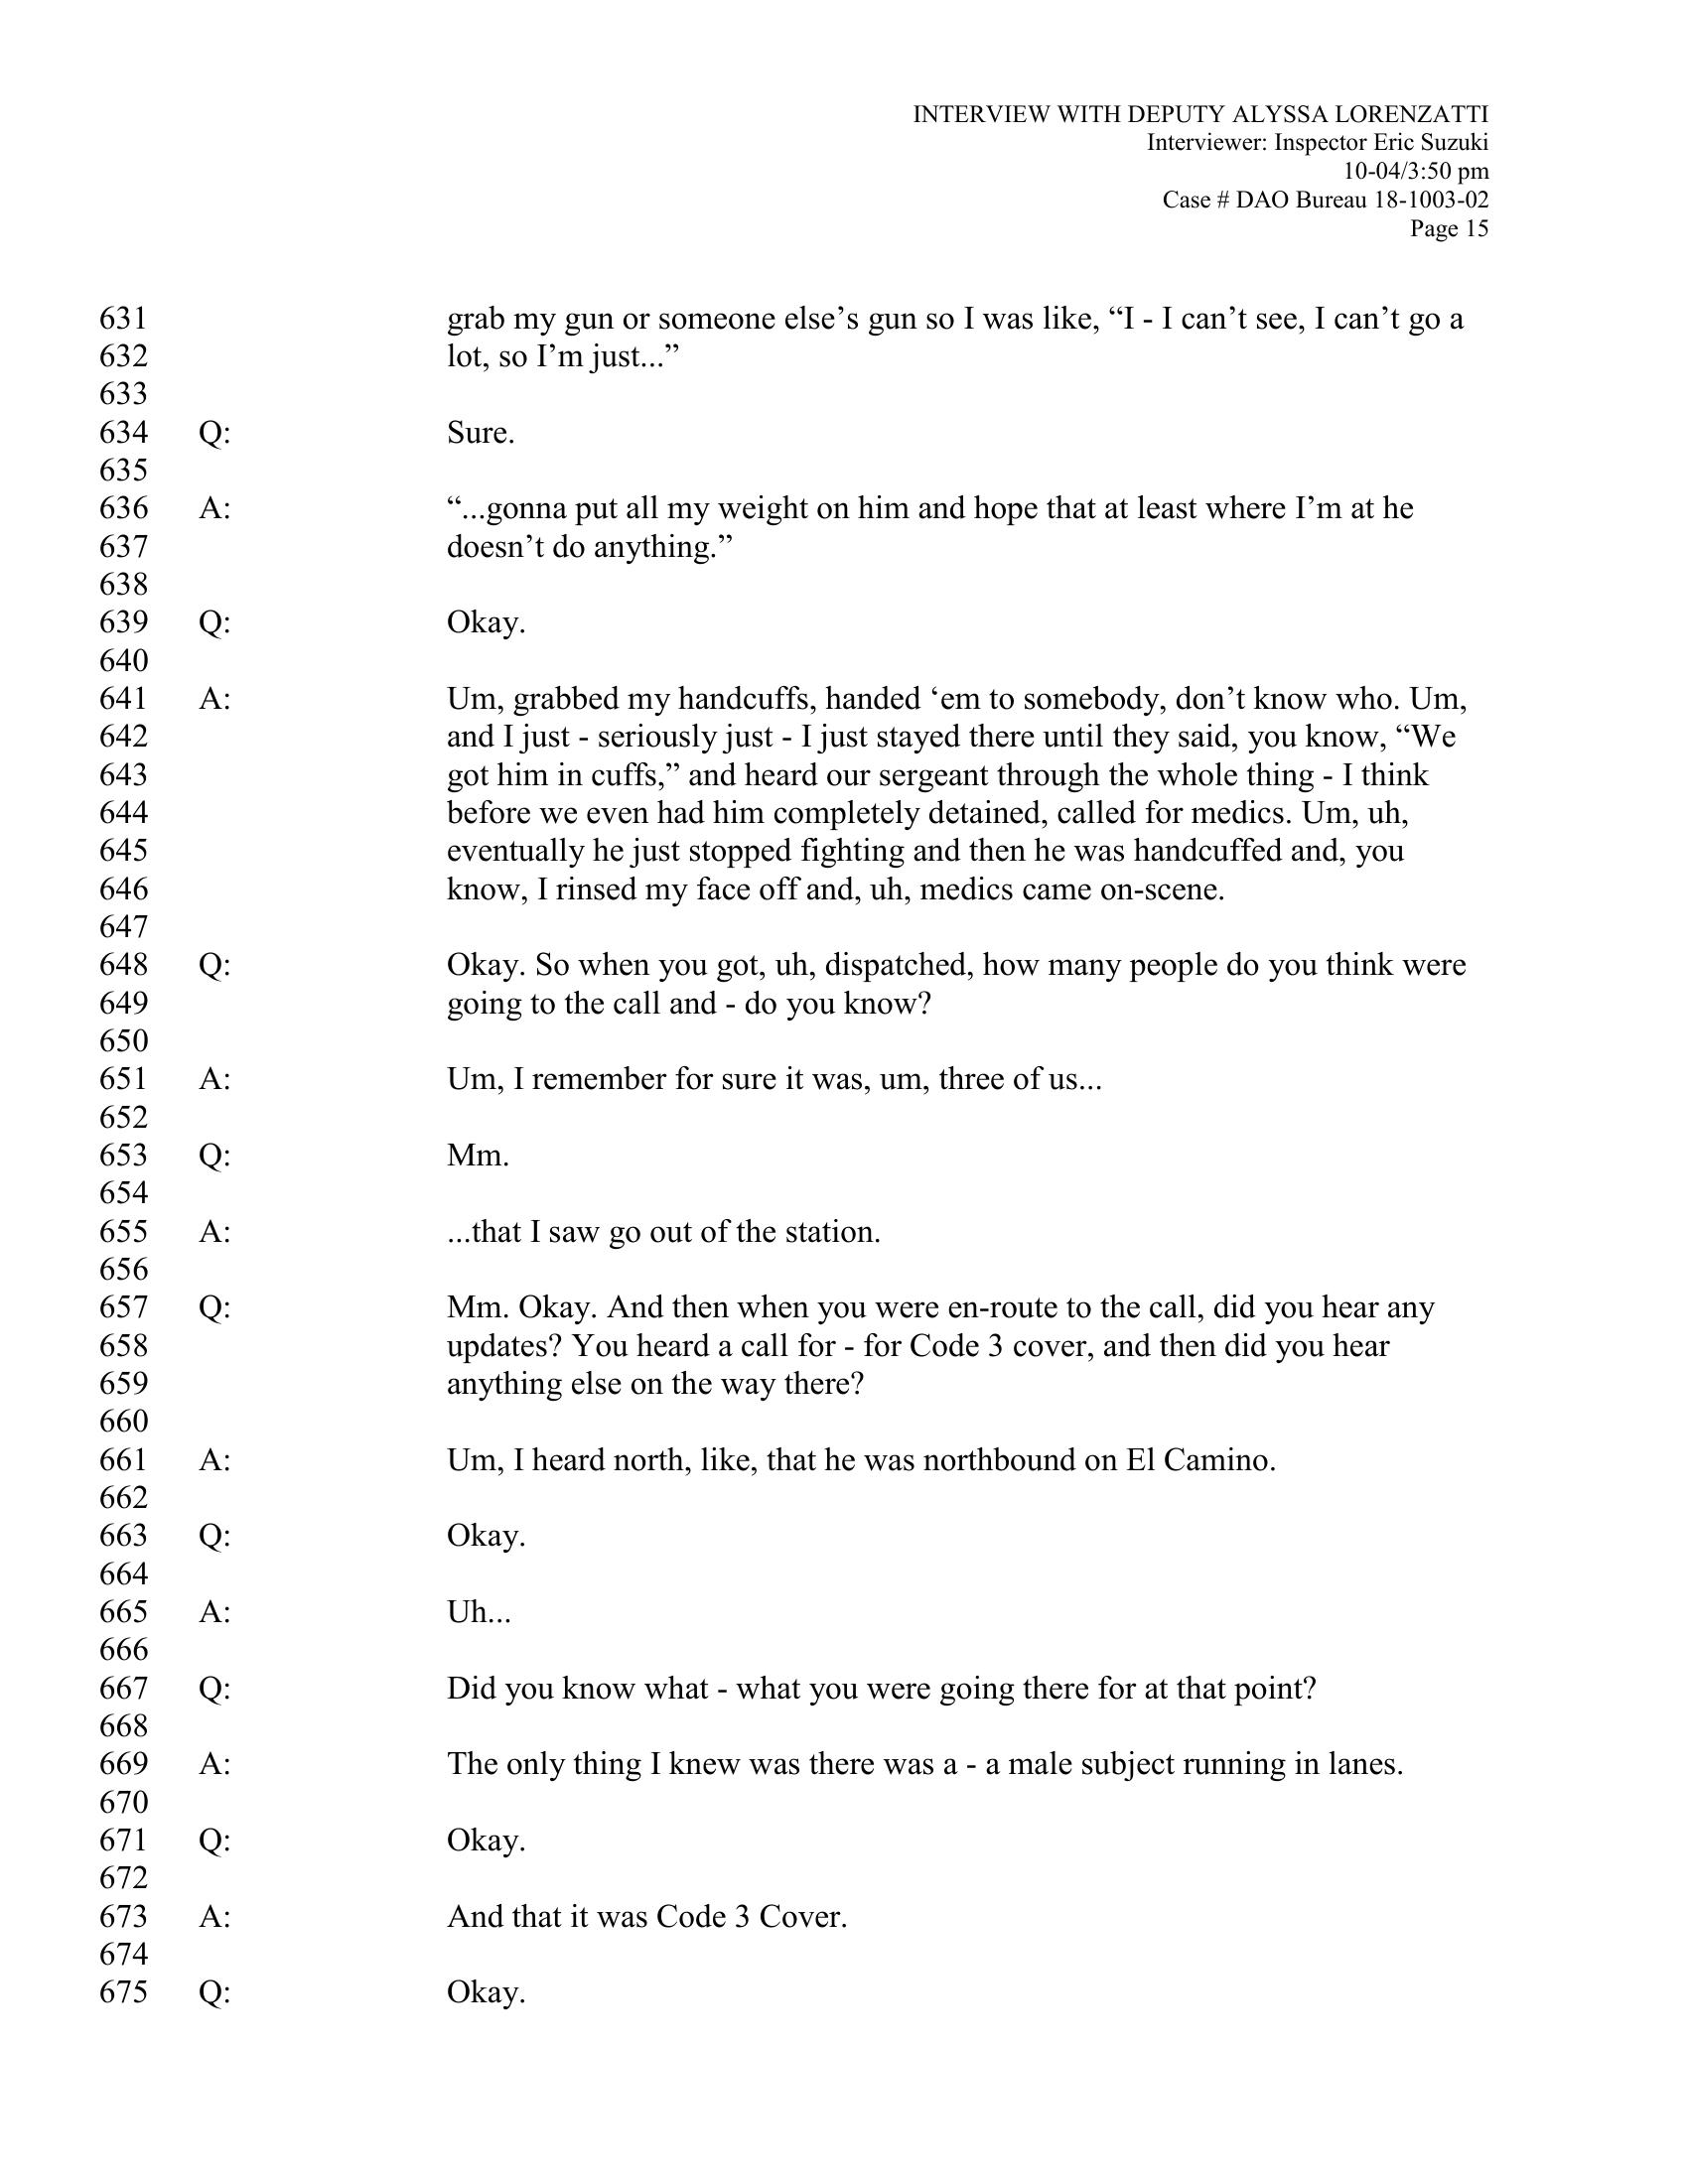 INTERVIEW WITH DEPUTY ALYSSA LORENZATTI
Interviewer: Inspector Eric Suzuki
10-04/3:50 pm
Case # DAO Bureau 18-1003-02
Page 15
631 grab my gun or someone else’s gun so I was like, “I - I can’t see, I can’t go a
632 lot, so I’m just...”
633
634 Q: Sure.
635
636 A: “...gonna put all my weight on him and hope that at least where I’m at he
637 doesn’t do anything.”
638
639 Q: Okay.
640
641 A: Um, grabbed my handcuffs, handed ‘em to somebody, don’t know who. Um,
642 and I just - seriously just - I just stayed there until they said, you know, “We
643 got him in cuffs,” and heard our sergeant through the whole thing - I think
644 before we even had him completely detained, called for medics. Um, uh,
645 eventually he just stopped fighting and then he was handcuffed and, you
646 know, I rinsed my face off and, uh, medics came on-scene.
647
648 Q: Okay. So when you got, uh, dispatched, how many people do you think were
649 going to the call and - do you know?
650
651 A: Um, I remember for sure it was, um, three of us...
652
653 Q: Mm.
654
655 A: ...that I saw go out of the station.
656
657 Q: Mm. Okay. And then when you were en-route to the call, did you hear any
658 updates? You heard a call for - for Code 3 cover, and then did you hear
659 anything else on the way there?
660
661 A: Um, I heard north, like, that he was northbound on El Camino.
662
663 Q: Okay.
664
665 A: Uh...
666
667 Q: Did you know what - what you were going there for at that point?
668
669 A: The only thing I knew was there was a - a male subject running in lanes.
670
671 Q: Okay.
672
673 A: And that it was Code 3 Cover.
674
675 Q: Okay.